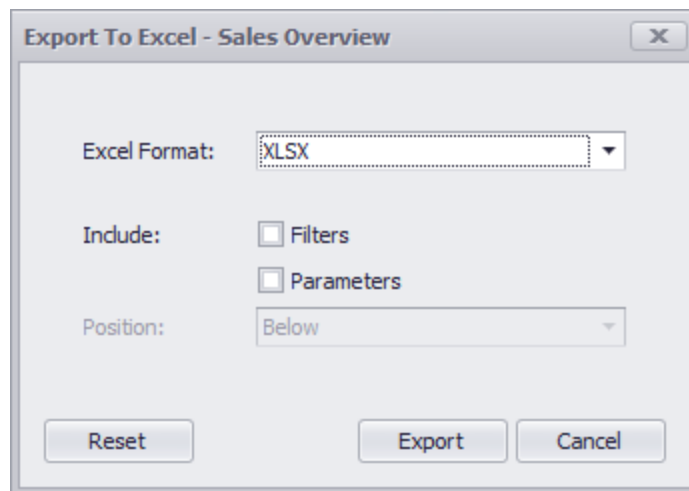 Export To Excel - Sales Overview
Excel Format: XLSX
Include: Filters
Parameters
Position: Below
Reset Export Cancel